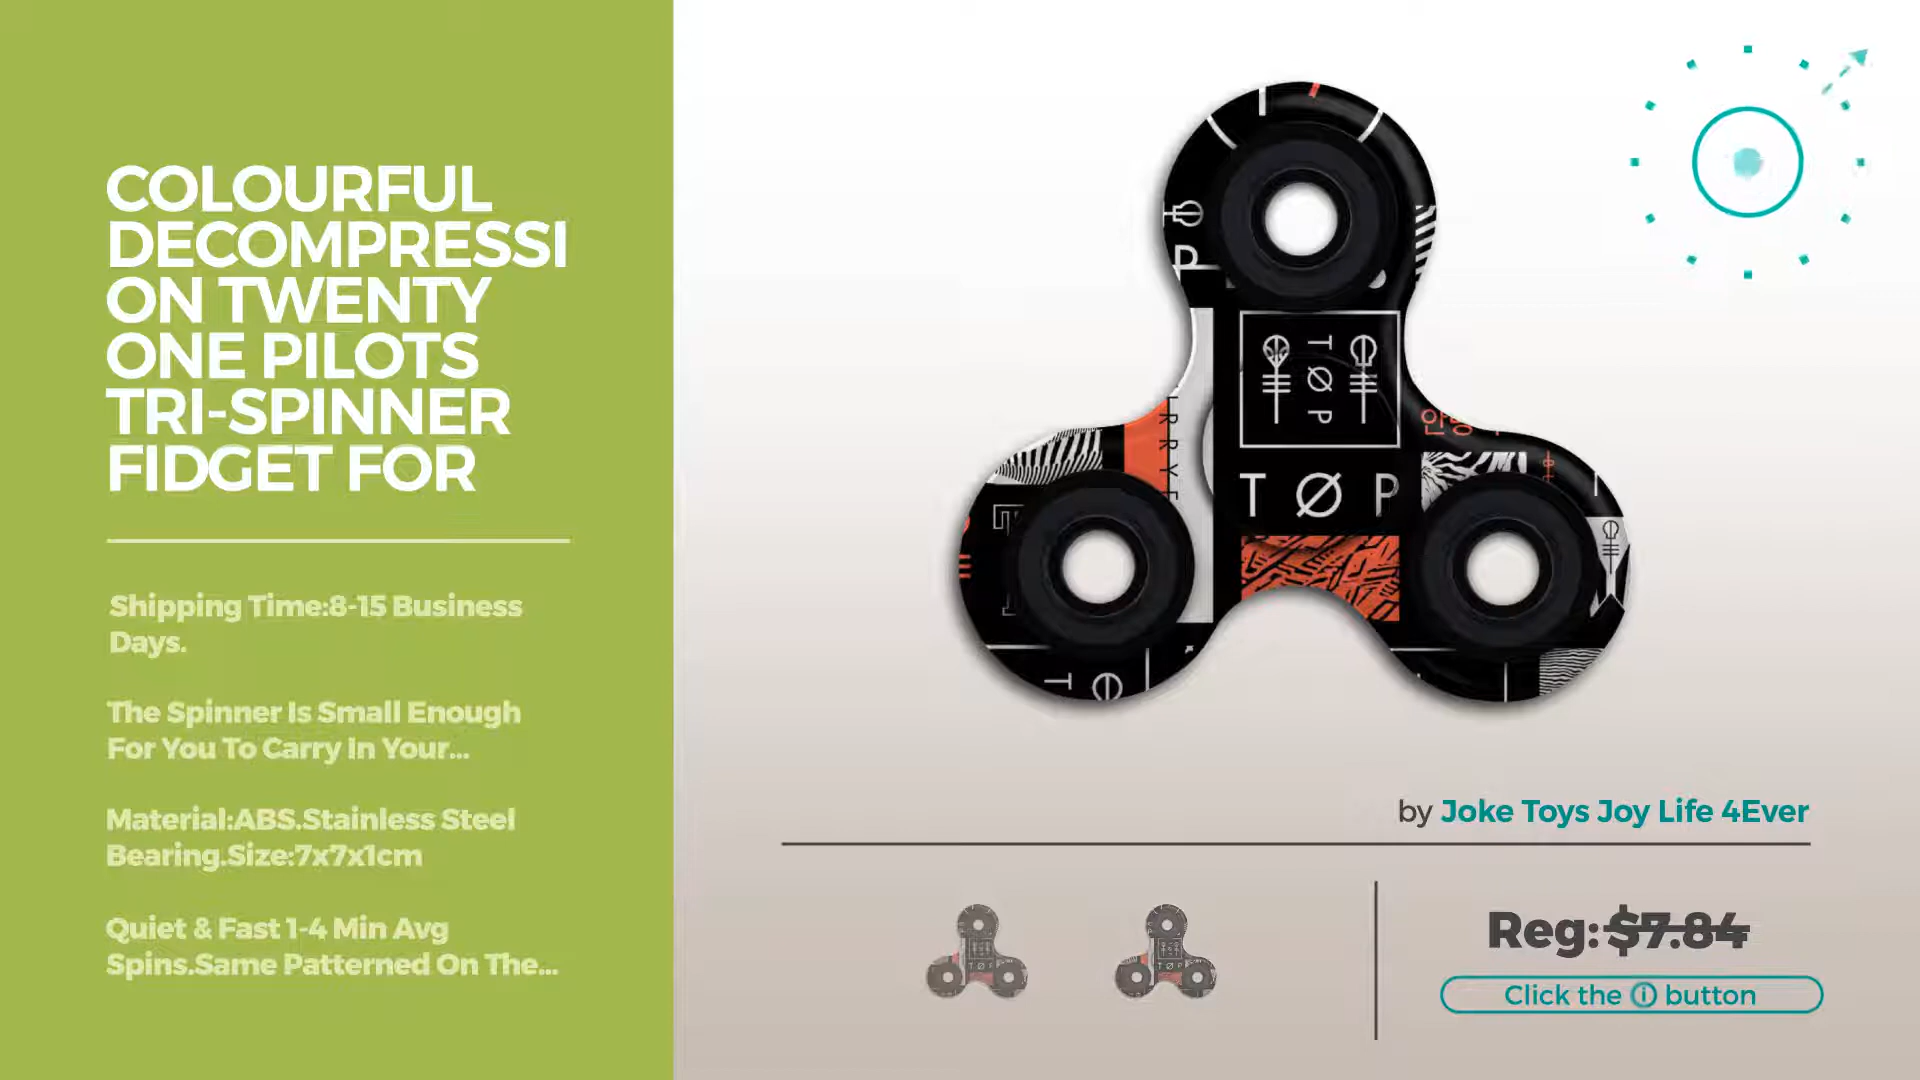 COLOURFUL
DECOMPRESSI
ON TWENTY
ONE PILOTS
TRI-SPINNER
FIDGET FOR
Shipping Time:8-15 Business
Days.
The Spinner Is Small Enough
For You To Carry In Your...
Material:ABS.Stainless Steel
Bearing.Size:7x7x1cm
Quiet & Fast 1-4 Min Avg
Spins.Same Patterned On The...
P
TØP
TØP
by Joke Toys Joy Life 4Ever
Reg: $7.84
Click the i button